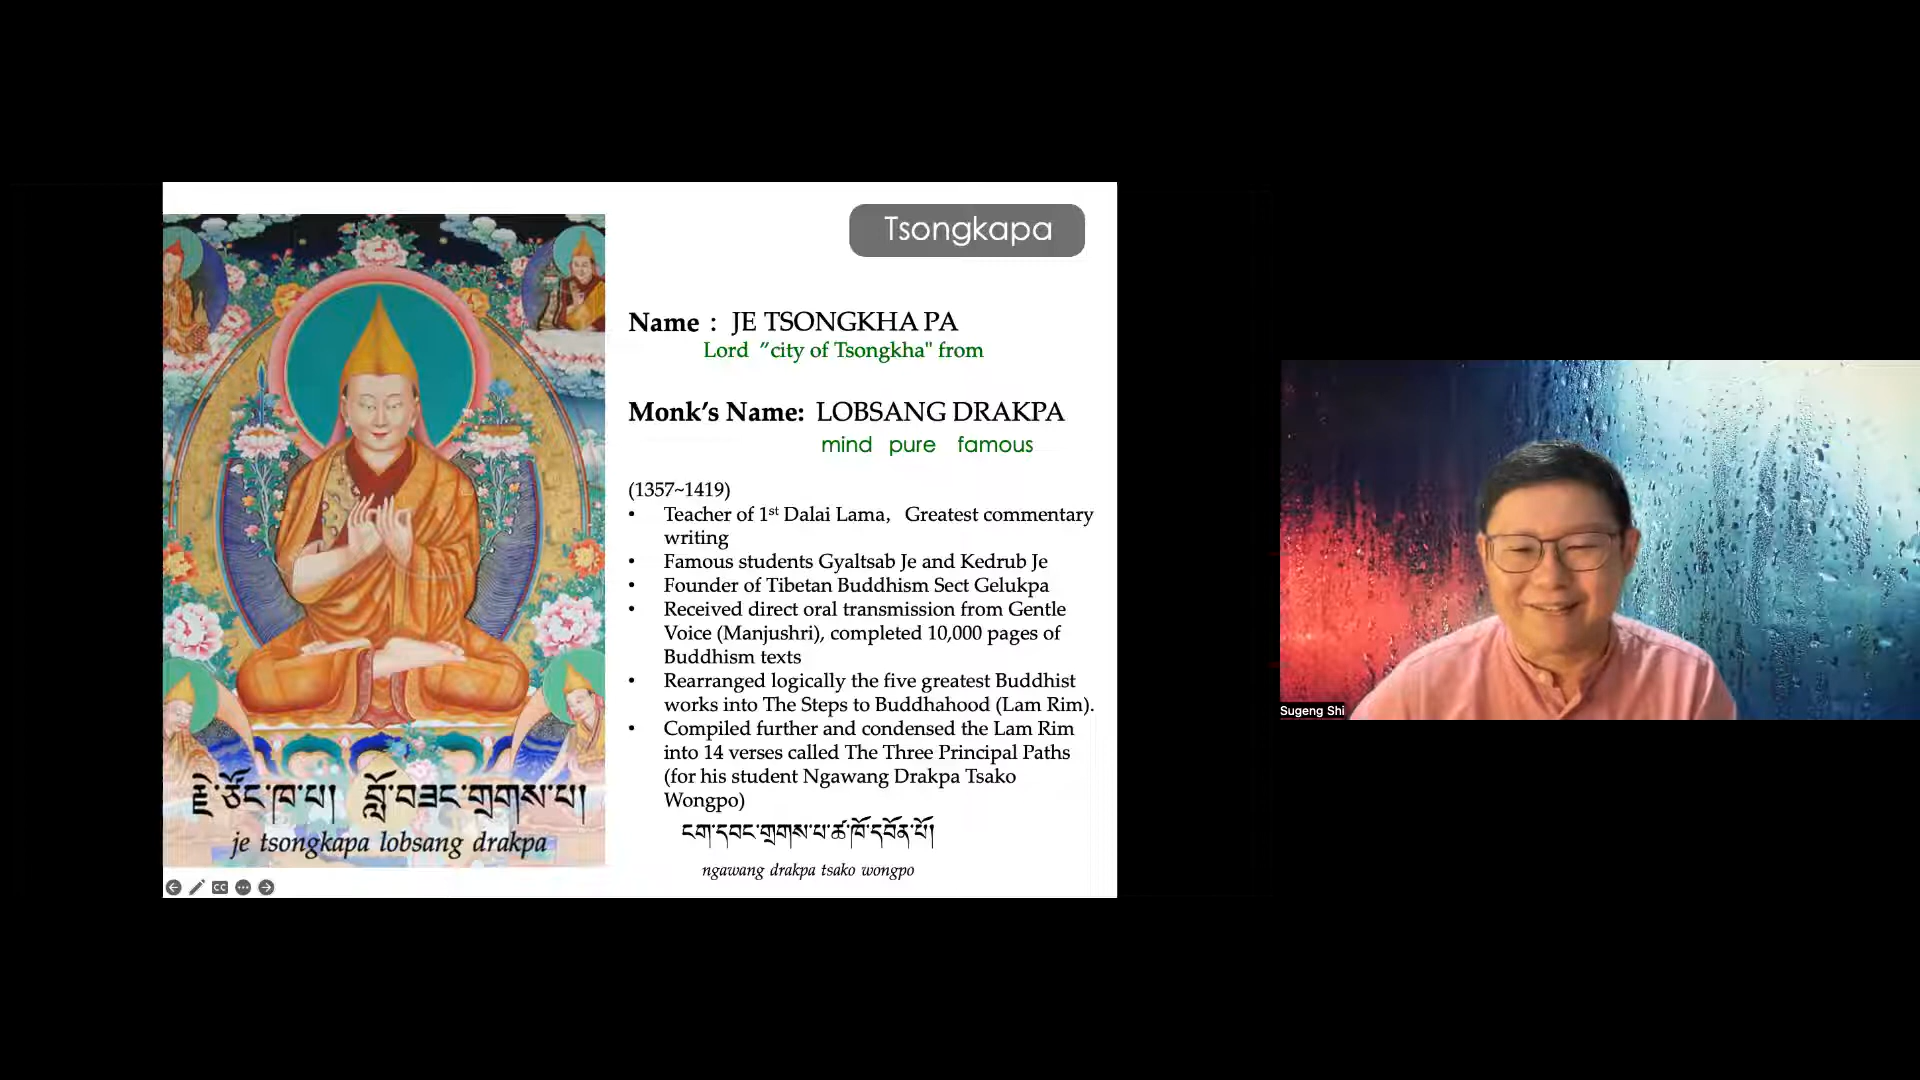 Tsongkapa
Name : JE TSONGKHA PA
Lord "city of Tsongkha" from
Monk's Name: LOBSANG DRAKPA
mind pure famous
(1357~1419)
• Teacher of 1st Dalai Lama, Greatest commentary
writing
• Famous students Gyaltsab Je and Kedrub Je
• Founder of Tibetan Buddhism Sect Gelukpa
• Received direct oral transmission from Gentle
Voice (Manjushri), completed 10,000 pages of
Buddhism texts
• Rearranged logically the five greatest Buddhist
works into The Steps to Buddhahood (Lam Rim).
• Compiled further and condensed the Lam Rim
into 14 verses called The Three Principal Paths
(for his student Ngawang Drakpa Tsako
Wongpo)
ངག་དབང་གྲགས་པ་ཚ་ཁོ་དབོན་པོ།
ngawang drakpa tsako wongpo
རྗེ་ཙོང་ཁ་པ། བློ་བཟང་གྲགས་པ།
je tsongkapa lobsang drakpa
CC
Sugeng Shi